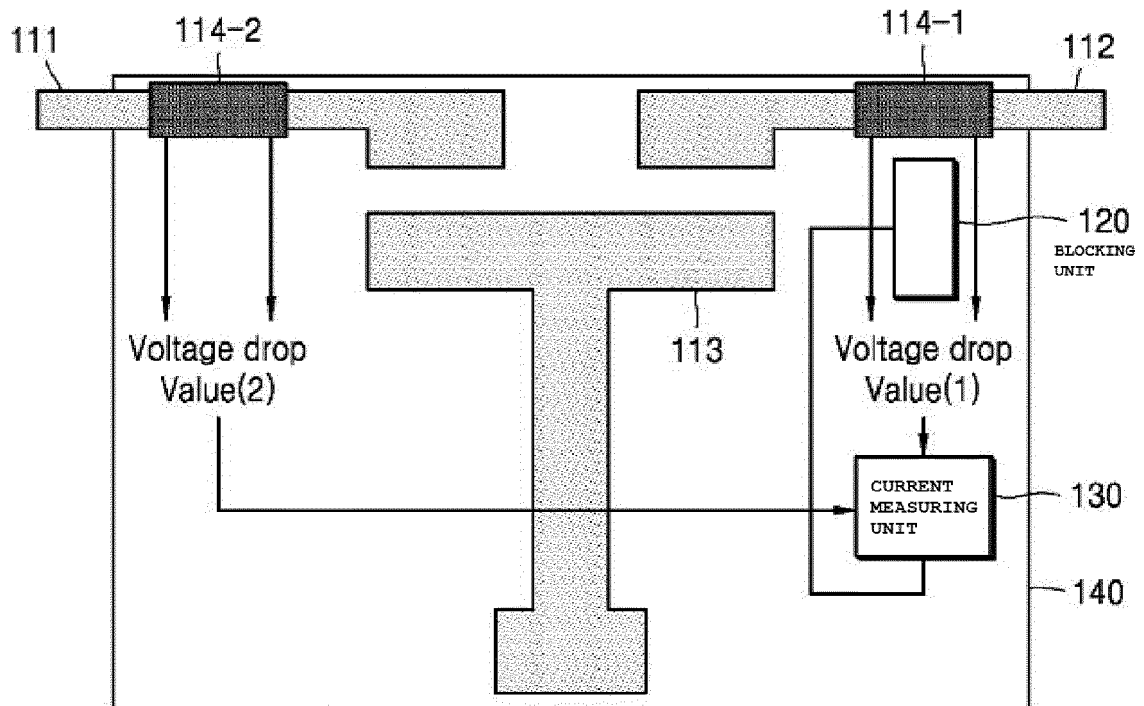 111
114-2
114-1
112
120
BLOCKING
UNIT
113
Voltage drop
Value(2)
Voltage drop
Value(1)
CURRENT
MEASURING
UNIT
130
140